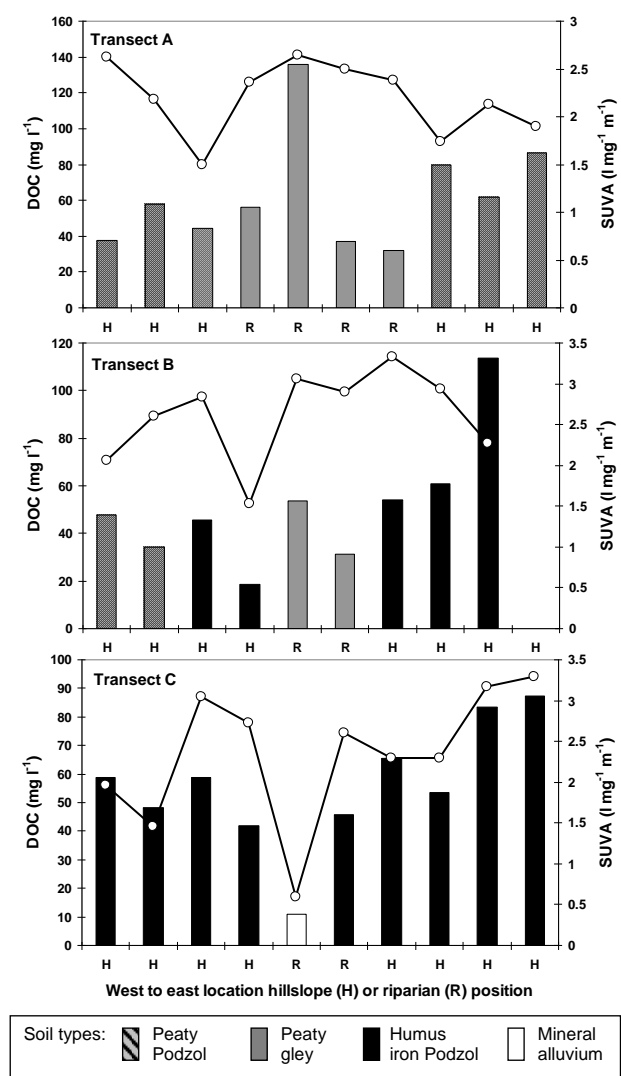 Transect A
DOC (mg l-1)
160
140
120
100
80
60
40
20
0
3
2.5
2
1.5
1
0.5
0
SUVA (l mg-1 m-1)
H H H R R R R H H H
Transect B
DOC (mg l-1)
120
100
80
60
40
20
0
3.5
3
2.5
2
1.5
1
0.5
0
SUVA (l mg-1 m-1)
H H H H R R H H H H
Transect C
DOC (mg l-1)
100
90
80
70
60
50
40
30
20
10
0
3.5
3
2.5
2
1.5
1
0.5
0
SUVA (l mg-1 m-1)
H H H H R R H H H H
West to east location hillslope (H) or riparian (R) position
Soil types:
Peaty
Podzol
Peaty
gley
Humus
iron Podzol
Mineral
alluvium